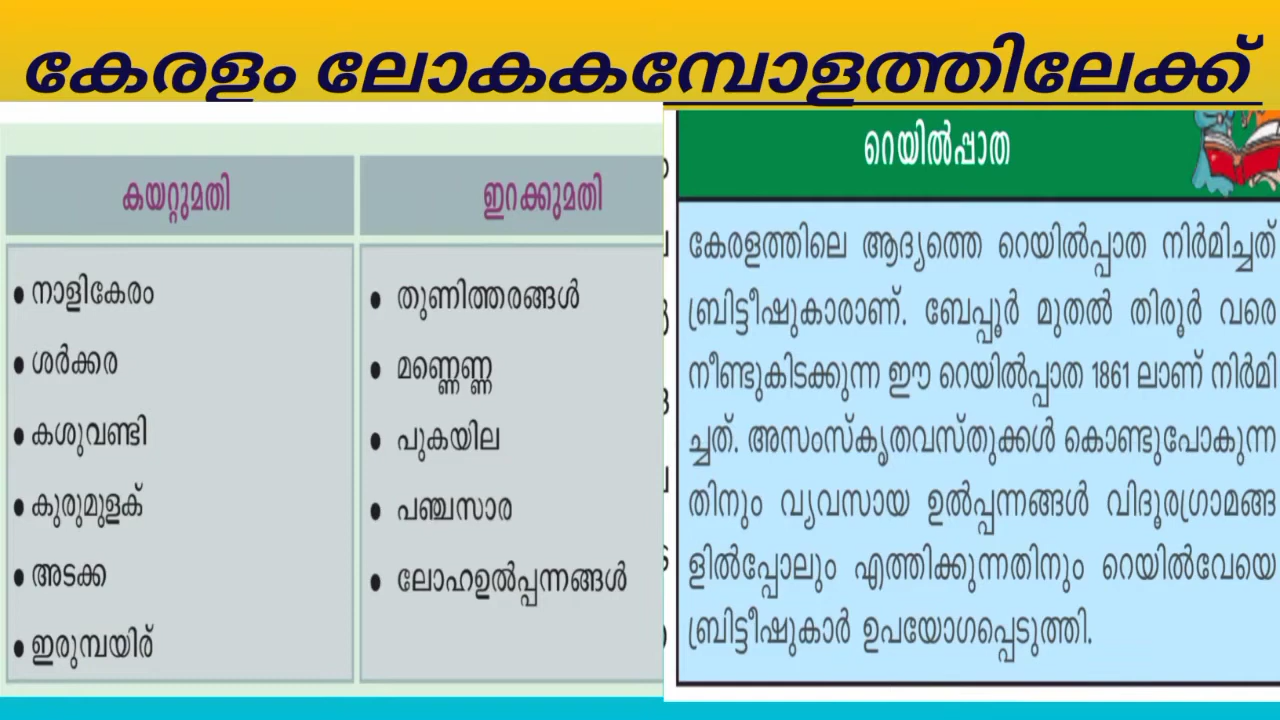 കേരളം ലോകകമ്പോളത്തിലേക്ക്
കയറ്റുമതി
ഇറക്കുമതി
• നാളികേരം
• ശർക്കര
• കശുവണ്ടി
• കുരുമുളക്
• അടക്ക
• ഇരുമ്പയിര്
• തുണിത്തരങ്ങൾ
• മണ്ണെണ്ണ
• പുകയില
• പഞ്ചസാര
• ലോഹഉൽപ്പന്നങ്ങൾ
റെയിൽപ്പാത
കേരളത്തിലെ ആദ്യത്തെ റെയിൽപ്പാത നിർമിച്ചത്
ബ്രിട്ടീഷുകാരാണ്. ബേപ്പൂർ മുതൽ തിരൂർ വരെ
നീണ്ടുകിടക്കുന്ന ഈ റെയിൽപ്പാത 1861 ലാണ് നിർമി
ച്ചത്. അസംസ്കൃതവസ്തുക്കൾ കൊണ്ടുപോകുന്ന
തിനും വ്യവസായ ഉൽപ്പന്നങ്ങൾ വിദൂരഗ്രാമങ്ങ
ളിൽപ്പോലും എത്തിക്കുന്നതിനും റെയിൽവേയെ
ബ്രിട്ടീഷുകാർ ഉപയോഗപ്പെടുത്തി.